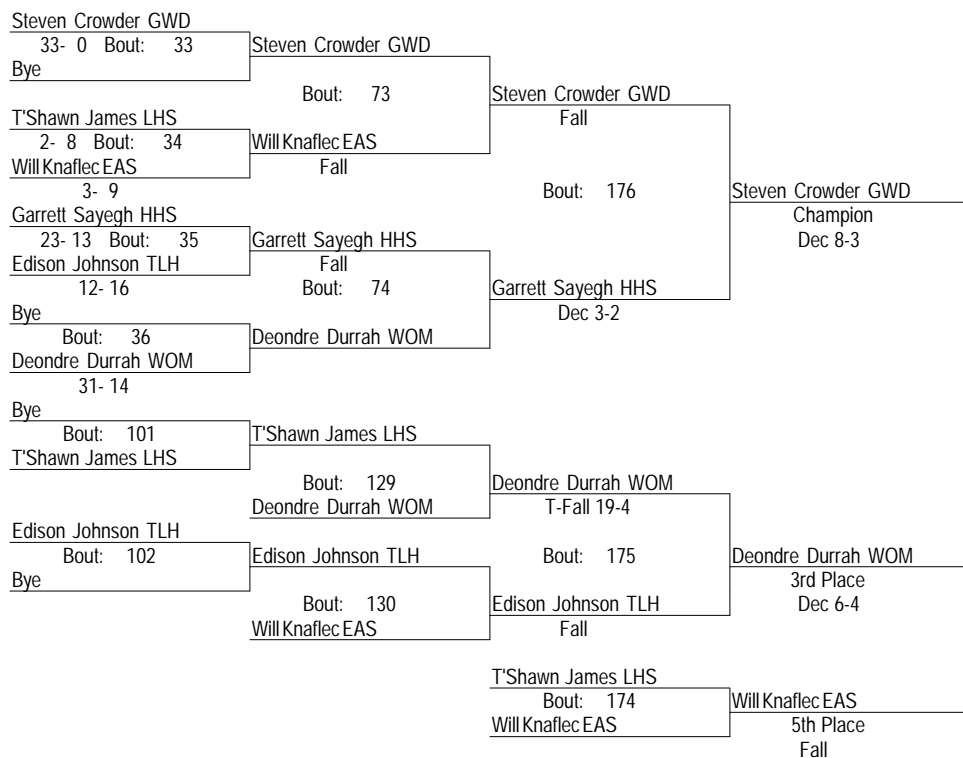 Steven Crowder GWD
33- 0 Bout: 33
Bye
Steven Crowder GWD
Bout: 73
T'Shawn James LHS
2- 8 Bout: 34
Will Knaflec EAS
3- 9
Will Knaflec EAS
Fall
Steven Crowder GWD
Fall
Garrett Sayegh HHS
23- 13 Bout: 35
Edison Johnson TLH
12- 16
Garrett Sayegh HHS
Fall
Bout: 74
Bye
Bout: 36
Deondre Durrah WOM
31- 14
Deondre Durrah WOM
Garrett Sayegh HHS
Dec 3-2
Bout: 176
Steven Crowder GWD
Champion
Dec 8-3
Bye
Bout: 101
T'Shawn James LHS
T'Shawn James LHS
Bout: 129
Deondre Durrah WOM
Deondre Durrah WOM
T-Fall 19-4
Edison Johnson TLH
Bout: 102
Bye
Edison Johnson TLH
Bout: 130
Will Knaflec EAS
Edison Johnson TLH
Fall
Bout: 175
Deondre Durrah WOM
3rd Place
Dec 6-4
T'Shawn James LHS
Bout: 174
Will Knaflec EAS
Will Knaflec EAS
5th Place
Fall